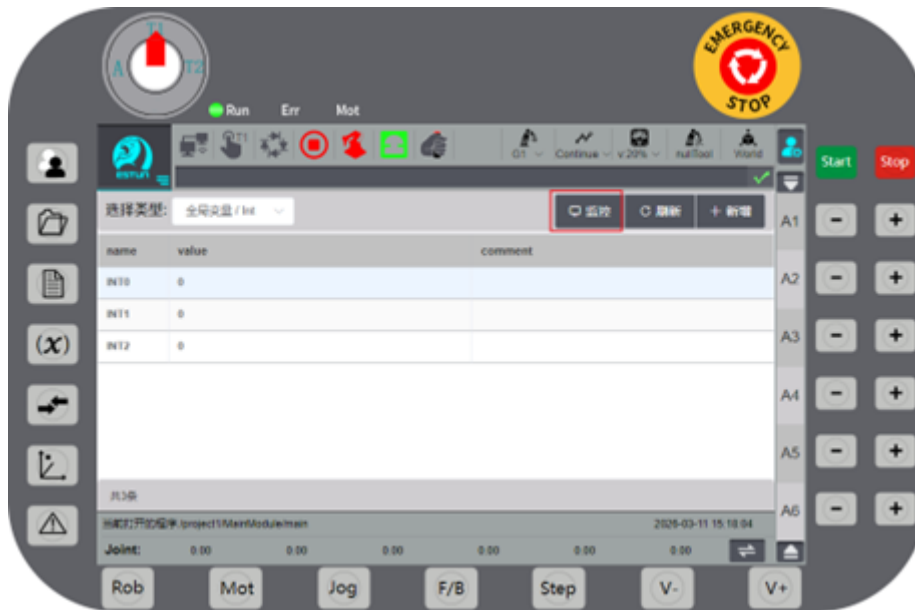 T1
A
T2
EMERGENCY
STOP
Run Err Mot
T1
G1 Continue v:20% nullTool World
ESTUN
Start Stop
选择类型: 全局变量 / Int
监控 刷新 + 新增
A1 - +
name value comment
INT0 0
A2 - +
INT1 0
A3 - +
INT2 0
(x)
A4 - +
A5 - +
共3条
A6 - +
当前打开的程序:/project1/MainModule/main 2026-03-11 15:18:04
Joint: 0.00 0.00 0.00 0.00 0.00 0.00
Rob Mot Jog F/B Step V- V+